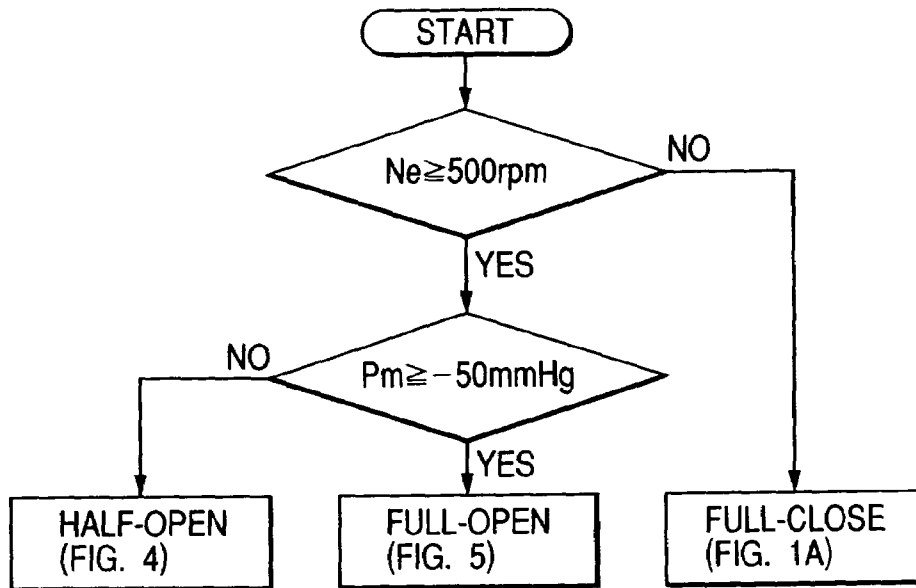 START
Ne≧500rpm
NO
YES
Pm≧−50mmHg
NO
YES
HALF-OPEN
(FIG. 4)
FULL-OPEN
(FIG. 5)
FULL-CLOSE
(FIG. 1A)